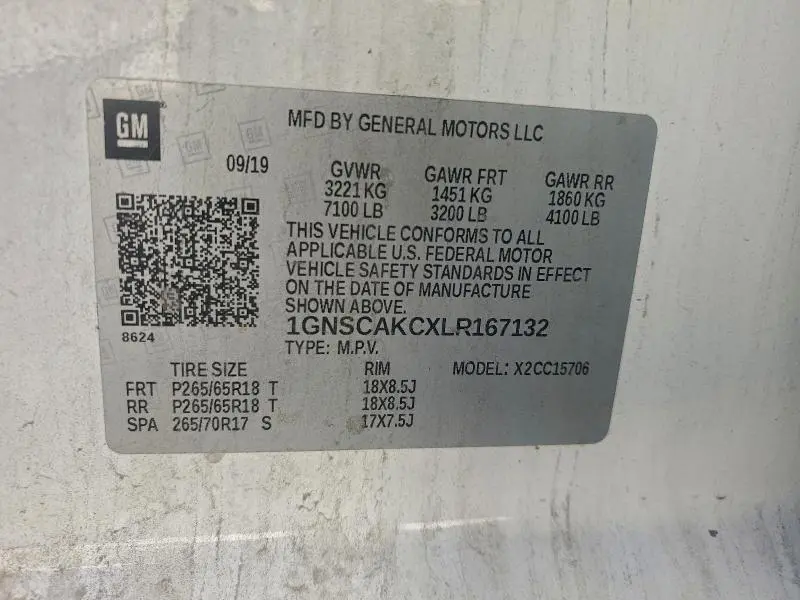 GM
MFD BY GENERAL MOTORS LLC
09/19
GVWR GAWR FRT GAWR RR
3221 KG 1451 KG 1860 KG
7100 LB 3200 LB 4100 LB
THIS VEHICLE CONFORMS TO ALL
APPLICABLE U.S. FEDERAL MOTOR
VEHICLE SAFETY STANDARDS IN EFFECT
ON THE DATE OF MANUFACTURE
SHOWN ABOVE.
8624
1GNSCAKCXLR167132
TYPE: M.P.V.
TIRE SIZE RIM MODEL: X2CC15706
FRT P265/65R18 T 18X8.5J
RR P265/65R18 T 18X8.5J
SPA 265/70R17 S 17X7.5J